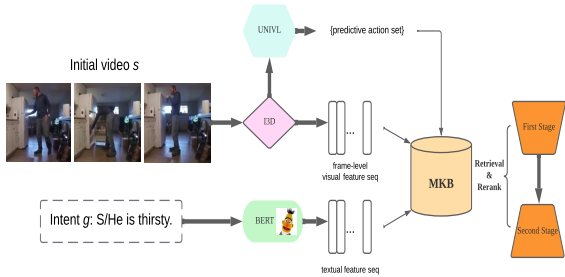 UNIVL
{predictive action set}
Initial video s
I3D
...
frame-level
visual feature seq
MKB
Retrieval
&
Rerank
First Stage
Second Stage
Intent g: S/He is thirsty.
BERT
...
textual feature seq